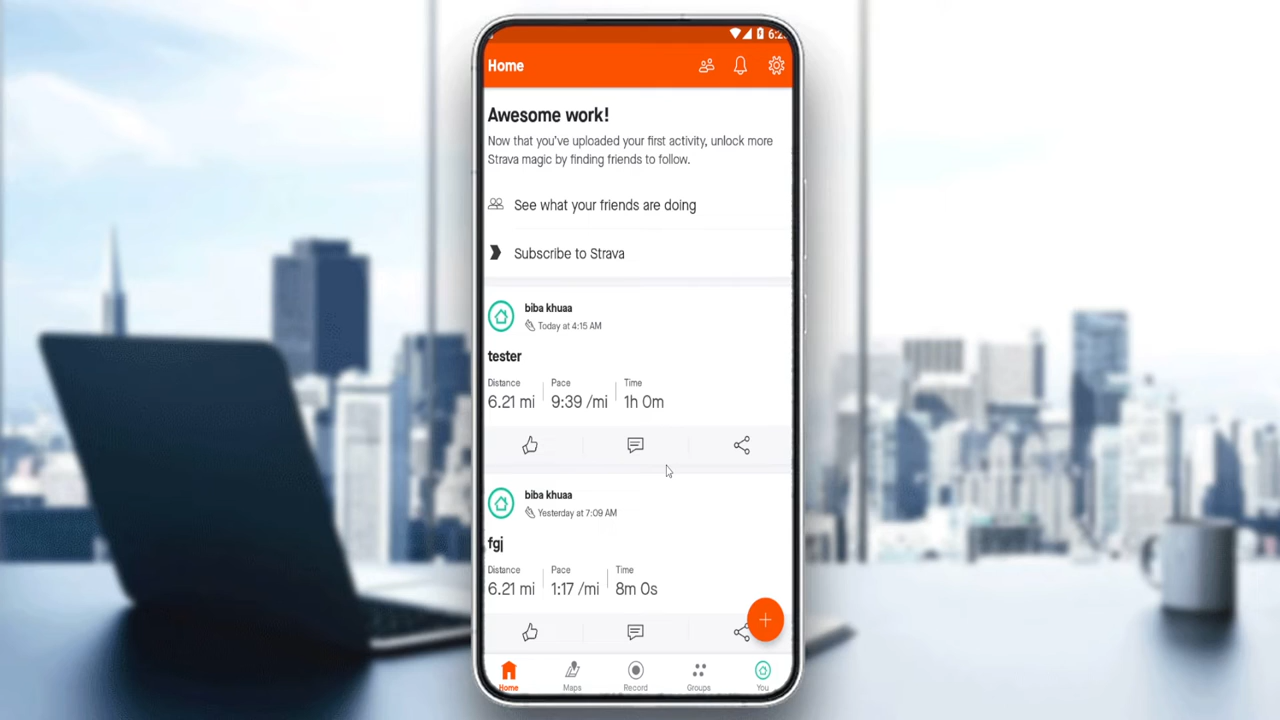 6:2
Home
Awesome work!
Now that you've uploaded your first activity, unlock more
Strava magic by finding friends to follow.
See what your friends are doing
Subscribe to Strava
biba khuaa
Today at 4:15 AM
tester
Distance Pace Time
6.21 mi 9:39 /mi 1h 0m
biba khuaa
Yesterday at 7:09 AM
fgj
Distance Pace Time
6.21 mi 1:17 /mi 8m 0s
Home Maps Record Groups You